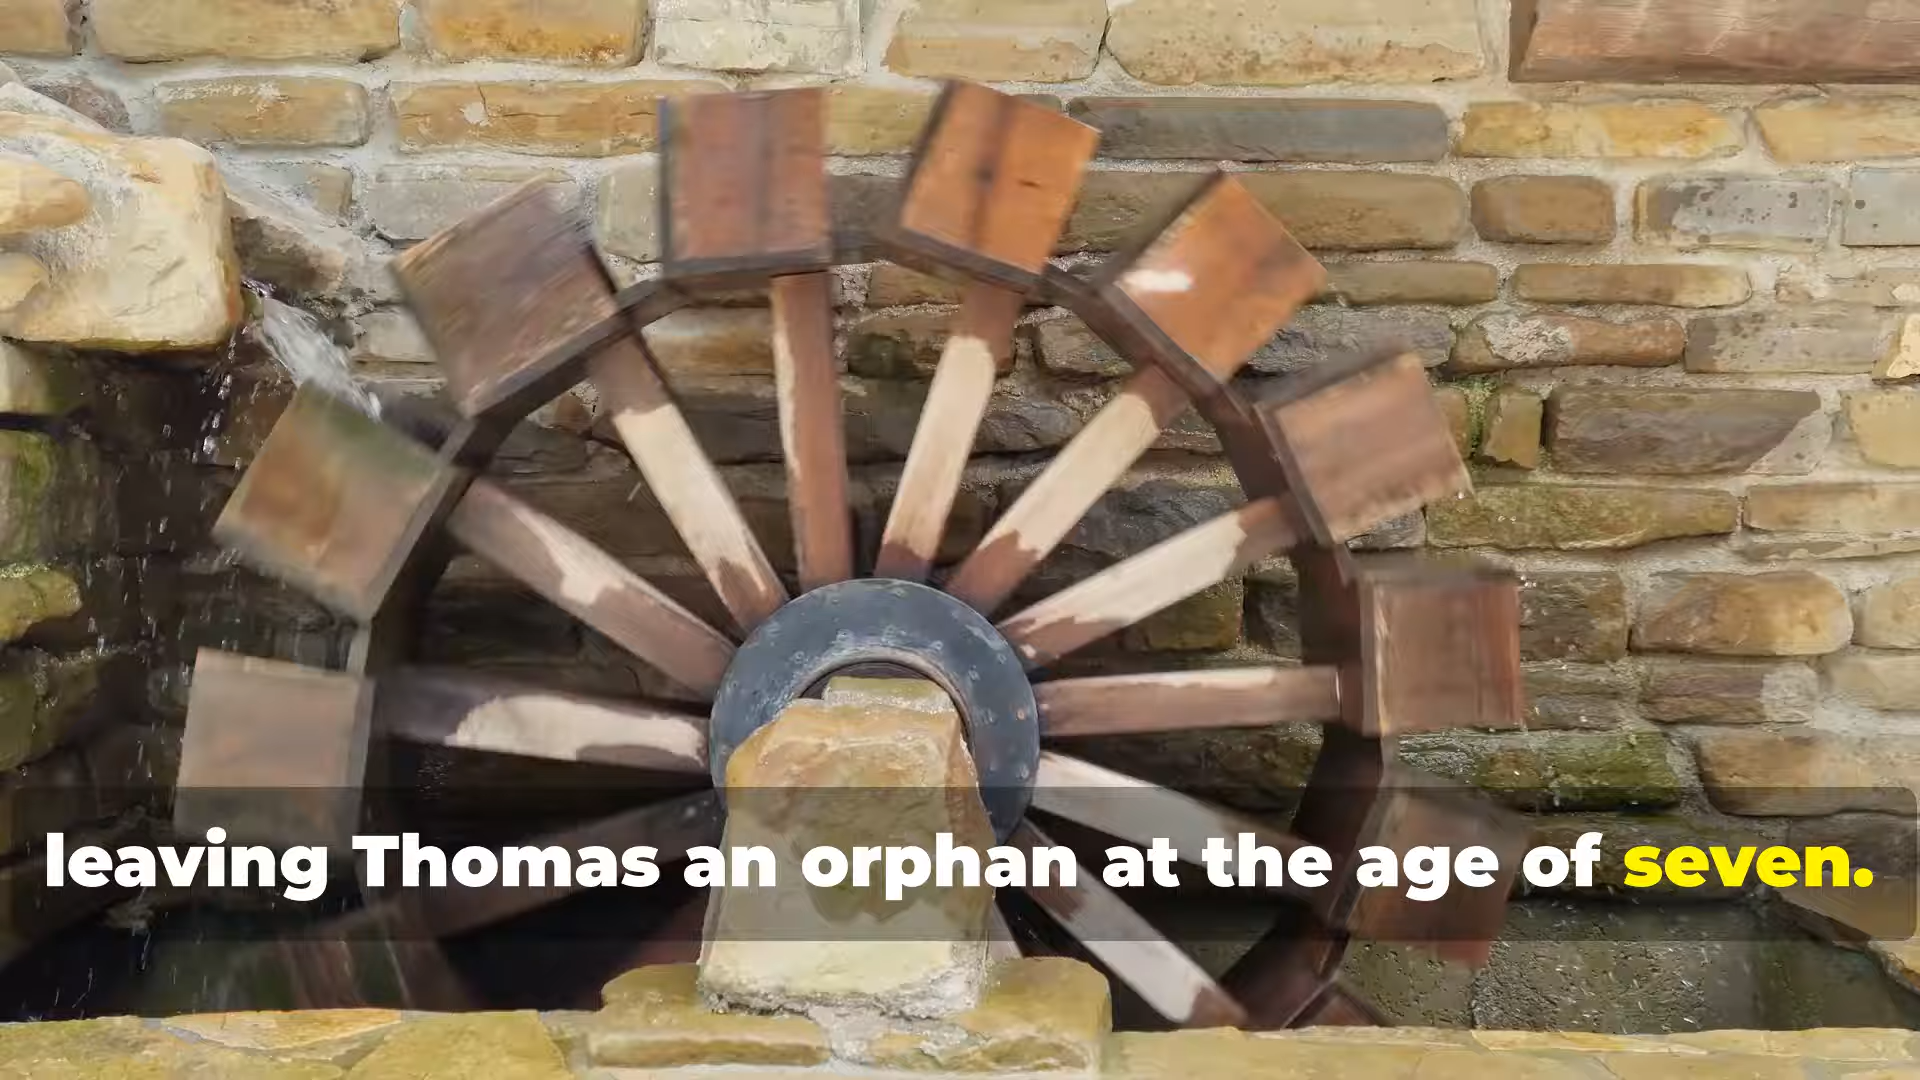 leaving Thomas an orphan at the age of seven.